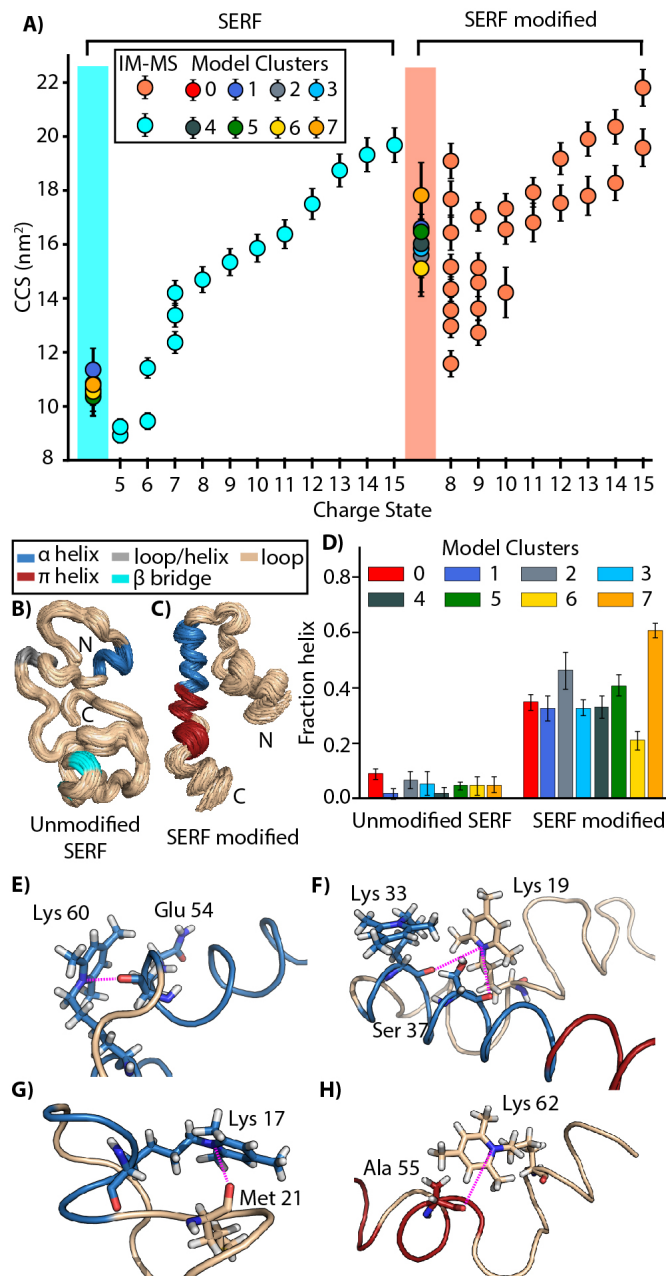 A)
SERF
SERF modified
IM-MS Model Clusters
0 1 2 3
4 5 6 7
CCS (nm²)
22
20
18
16
14
12
10
8
5 6 7 8 9 10 11 12 13 14 15 8 9 10 11 12 13 14 15
Charge State
α helix loop/helix loop
π helix β bridge
B)
N
C
Unmodified
SERF
C)
N
C
SERF modified
D)
Model Clusters
0 1 2 3
4 5 6 7
Fraction helix
0.8
0.6
0.4
0.2
0.0
Unmodified SERF SERF modified
E)
Lys 60 Glu 54
F)
Lys 33 Lys 19
Ser 37
G)
Lys 17
Met 21
H)
Lys 62
Ala 55